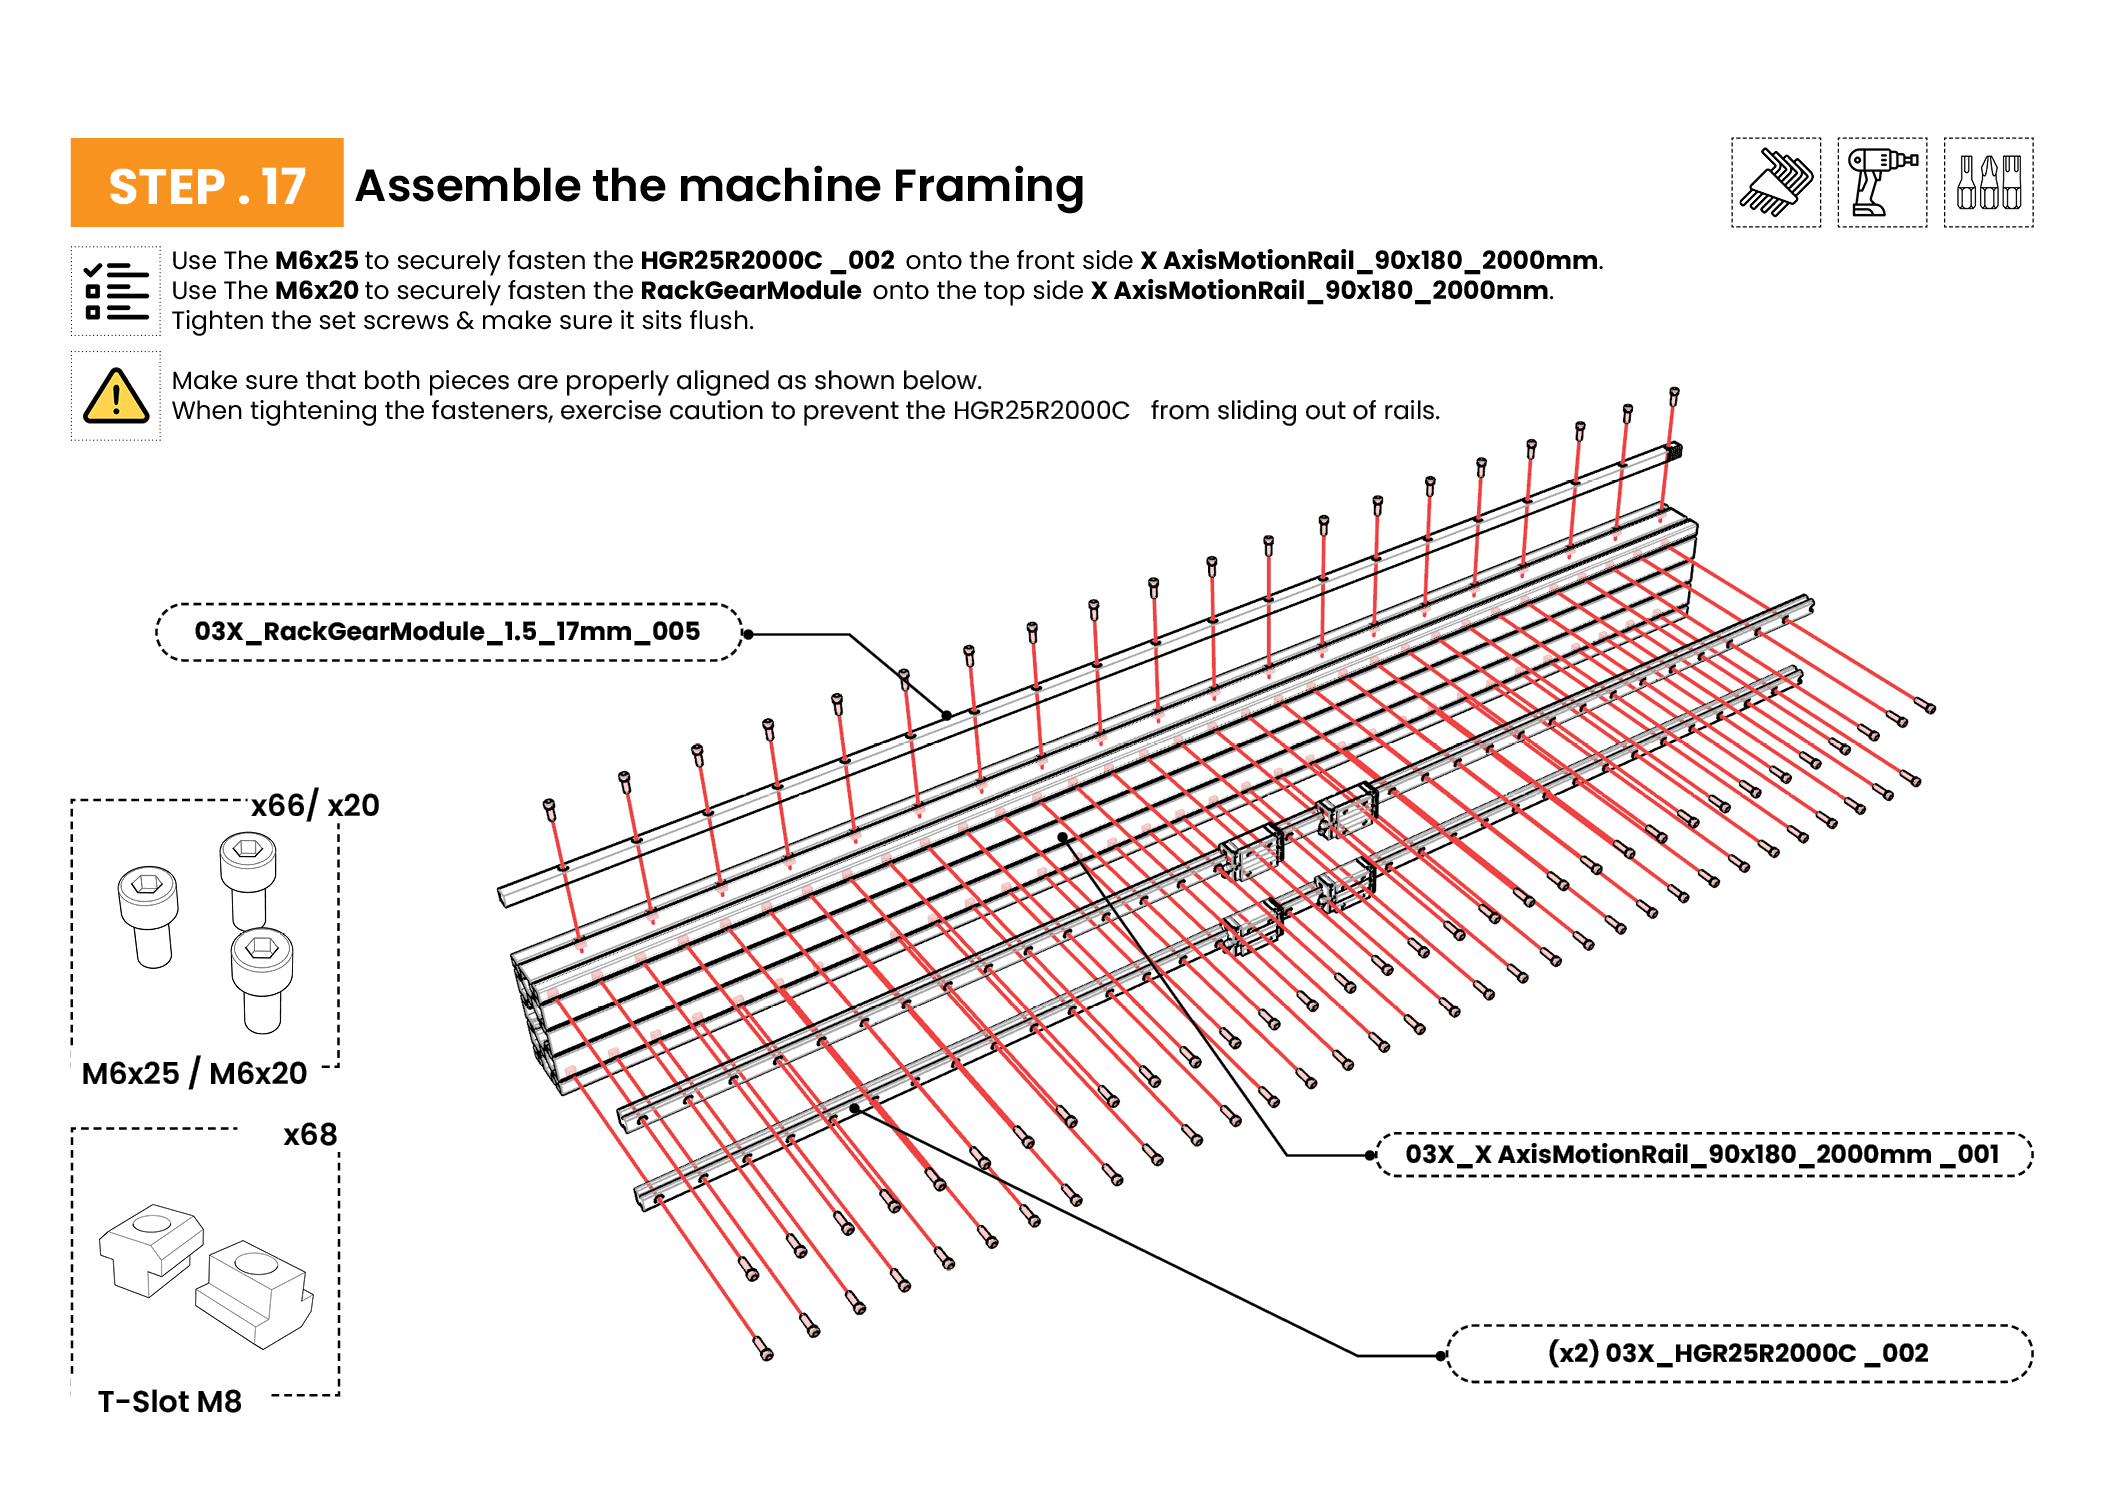 STEP . 17
Assemble the machine Framing
Use The M6x25 to securely fasten the HGR25R2000C _002 onto the front side X AxisMotionRail_90x180_2000mm.
Use The M6x20 to securely fasten the RackGearModule onto the top side X AxisMotionRail_90x180_2000mm.
Tighten the set screws & make sure it sits flush.
Make sure that both pieces are properly aligned as shown below.
When tightening the fasteners, exercise caution to prevent the HGR25R2000C from sliding out of rails.
03X_RackGearModule_1.5_17mm_005
x66/ x20
M6x25 / M6x20
x68
T-Slot M8
03X_X AxisMotionRail_90x180_2000mm _001
(x2) 03X_HGR25R2000C _002